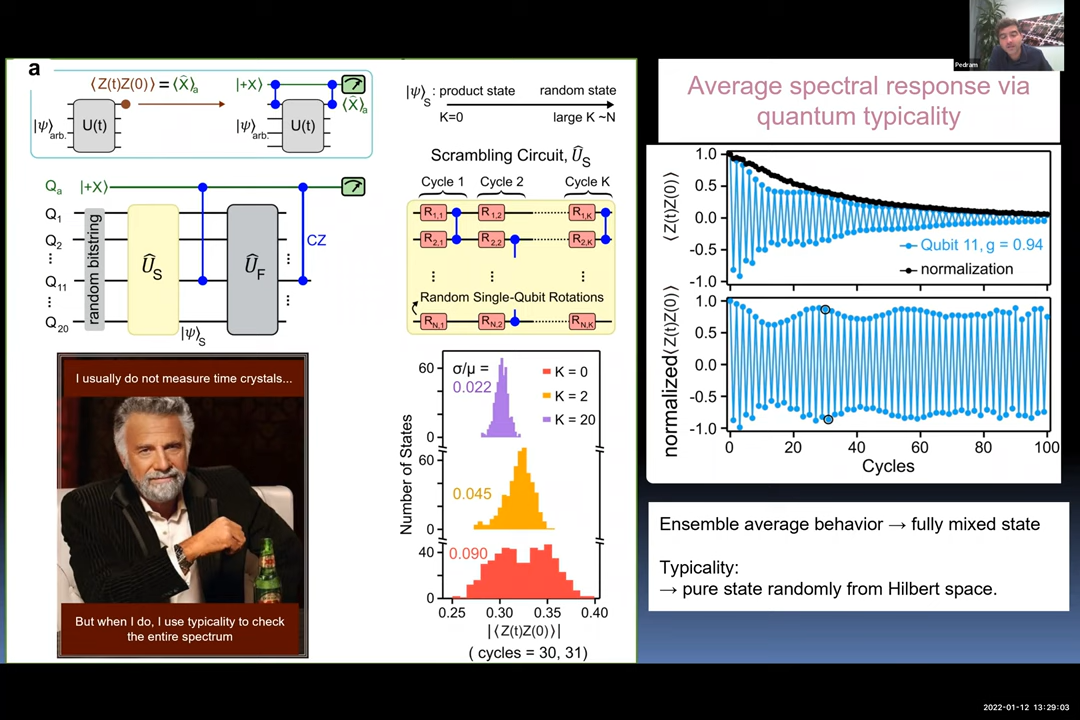 a
⟨Z(t)Z(0)⟩ = ⟨X̂⟩a
|ψ⟩arb.
U(t)
|+X⟩
⟨X̂⟩a
|ψ⟩arb.
U(t)
Qa |+X⟩
Q1
Q2
⋮
Q11
⋮
Q20
random bitstring
ÛS
|ψ⟩S
ÛF
CZ
⋮
⋮
I usually do not measure time crystals...
But when I do, I use typicality to check
the entire spectrum
|ψ⟩S : product state random state
K=0 large K ~N
Scrambling Circuit, ÛS
Cycle 1 Cycle 2 Cycle K
R1,1 R1,2 R1,K
R2,1 R2,2 R2,K
⋮ ⋮ ⋮
Random Single-Qubit Rotations
RN,1 RN,2 RN,K
Number of States
σ/μ =
0.022
K = 0
K = 2
K = 20
60
0
60
0.045
0
40
0.090
0
0.25 0.30 0.35 0.40
|⟨Z(t)Z(0)⟩|
( cycles = 30, 31)
Pedram
Average spectral response via
quantum typicality
⟨Z(t)Z(0)⟩
1.0
0.5
0.0
-0.5
-1.0
Qubit 11, g = 0.94
normalization
normalized⟨Z(t)Z(0)⟩
1.0
0.5
0.0
-0.5
-1.0
0 20 40 60 80 100
Cycles
Ensemble average behavior → fully mixed state
Typicality:
→ pure state randomly from Hilbert space.
2022-01-12 13:29:03